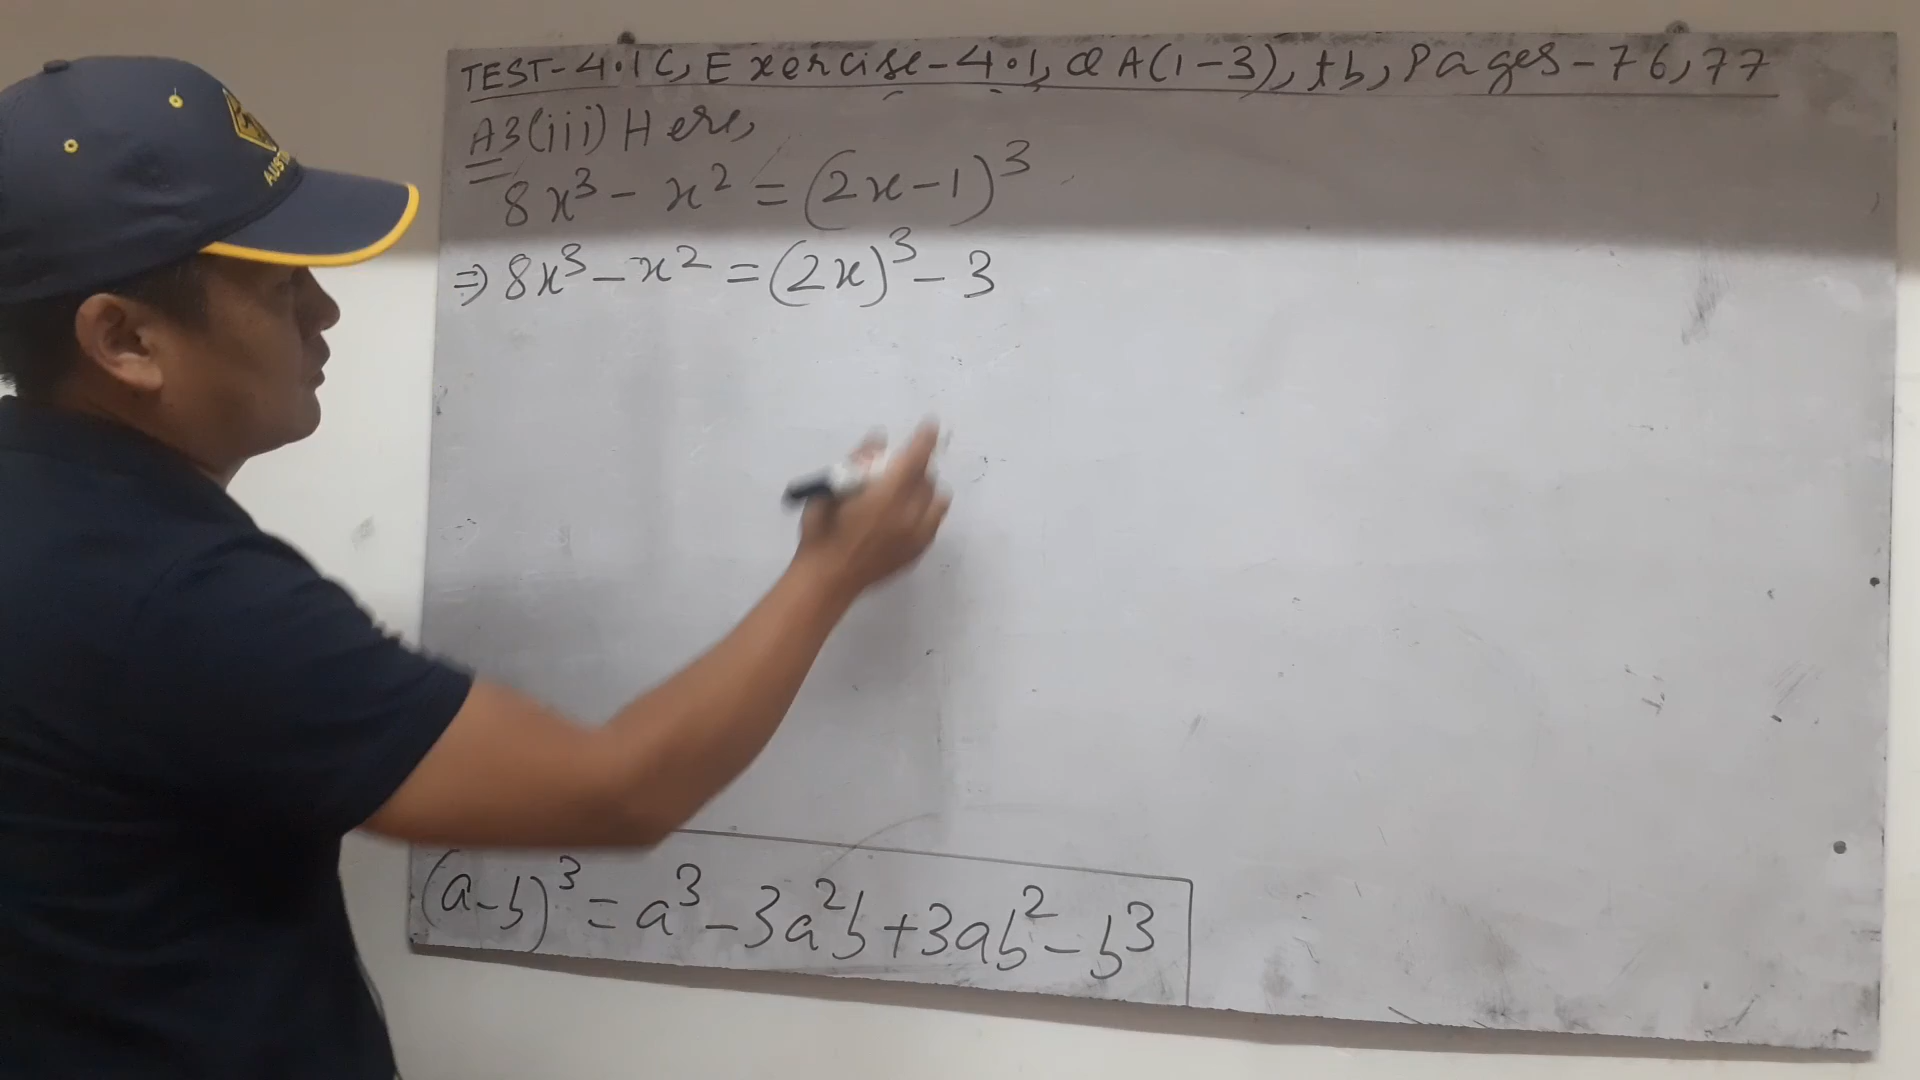 TEST-4.1C, Exercise-4.1, QA(1-3), tb, Pages-76,77
A3(iii) Here,
8x³ - x² = (2x-1)³
⇒ 8x³ - x² = (2x)³ - 3
(a-b)³ = a³ - 3a²b + 3ab² - b³